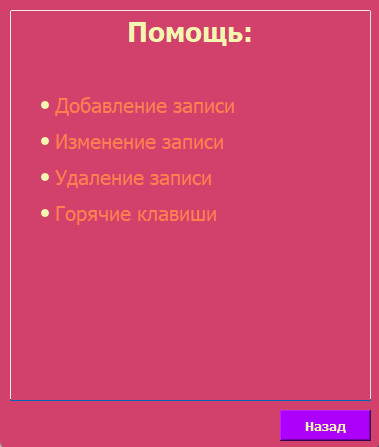 Помощь:
• Добавление записи
• Изменение записи
• Удаление записи
• Горячие клавиши
Назад